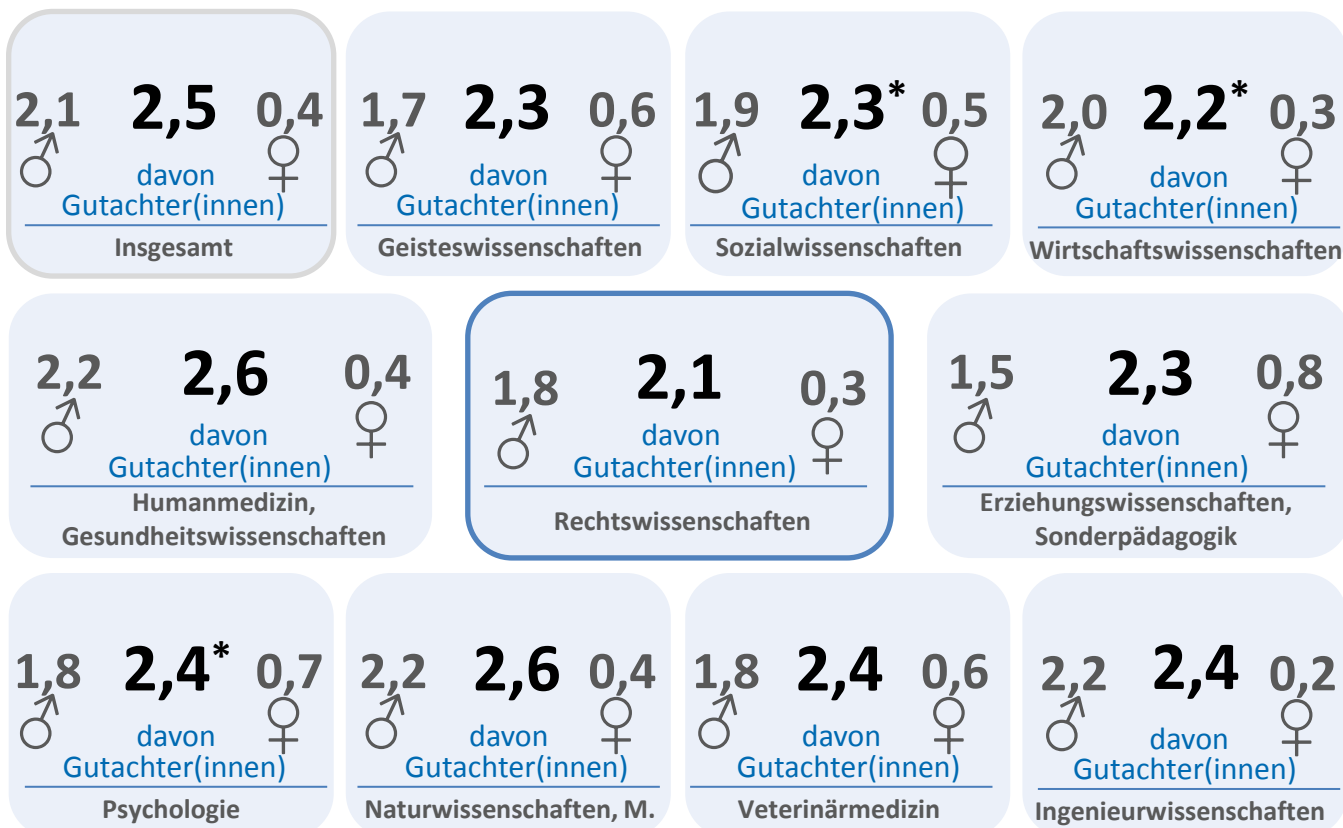 2,1 2,5 0,4
davon
Gutachter(innen)
Insgesamt
1,7 2,3 0,6
davon
Gutachter(innen)
Geisteswissenschaften
1,9 2,3* 0,5
davon
Gutachter(innen)
Sozialwissenschaften
2,0 2,2* 0,3
davon
Gutachter(innen)
Wirtschaftswissenschaften
2,2 2,6 0,4
davon
Gutachter(innen)
Humanmedizin,
Gesundheitswissenschaften
1,8 2,1 0,3
davon
Gutachter(innen)
Rechtswissenschaften
1,5 2,3 0,8
davon
Gutachter(innen)
Erziehungswissenschaften,
Sonderpädagogik
1,8 2,4* 0,7
davon
Gutachter(innen)
Psychologie
2,2 2,6 0,4
davon
Gutachter(innen)
Naturwissenschaften, M.
1,8 2,4 0,6
davon
Gutachter(innen)
Veterinärmedizin
2,2 2,4 0,2
davon
Gutachter(innen)
Ingenieurwissenschaften